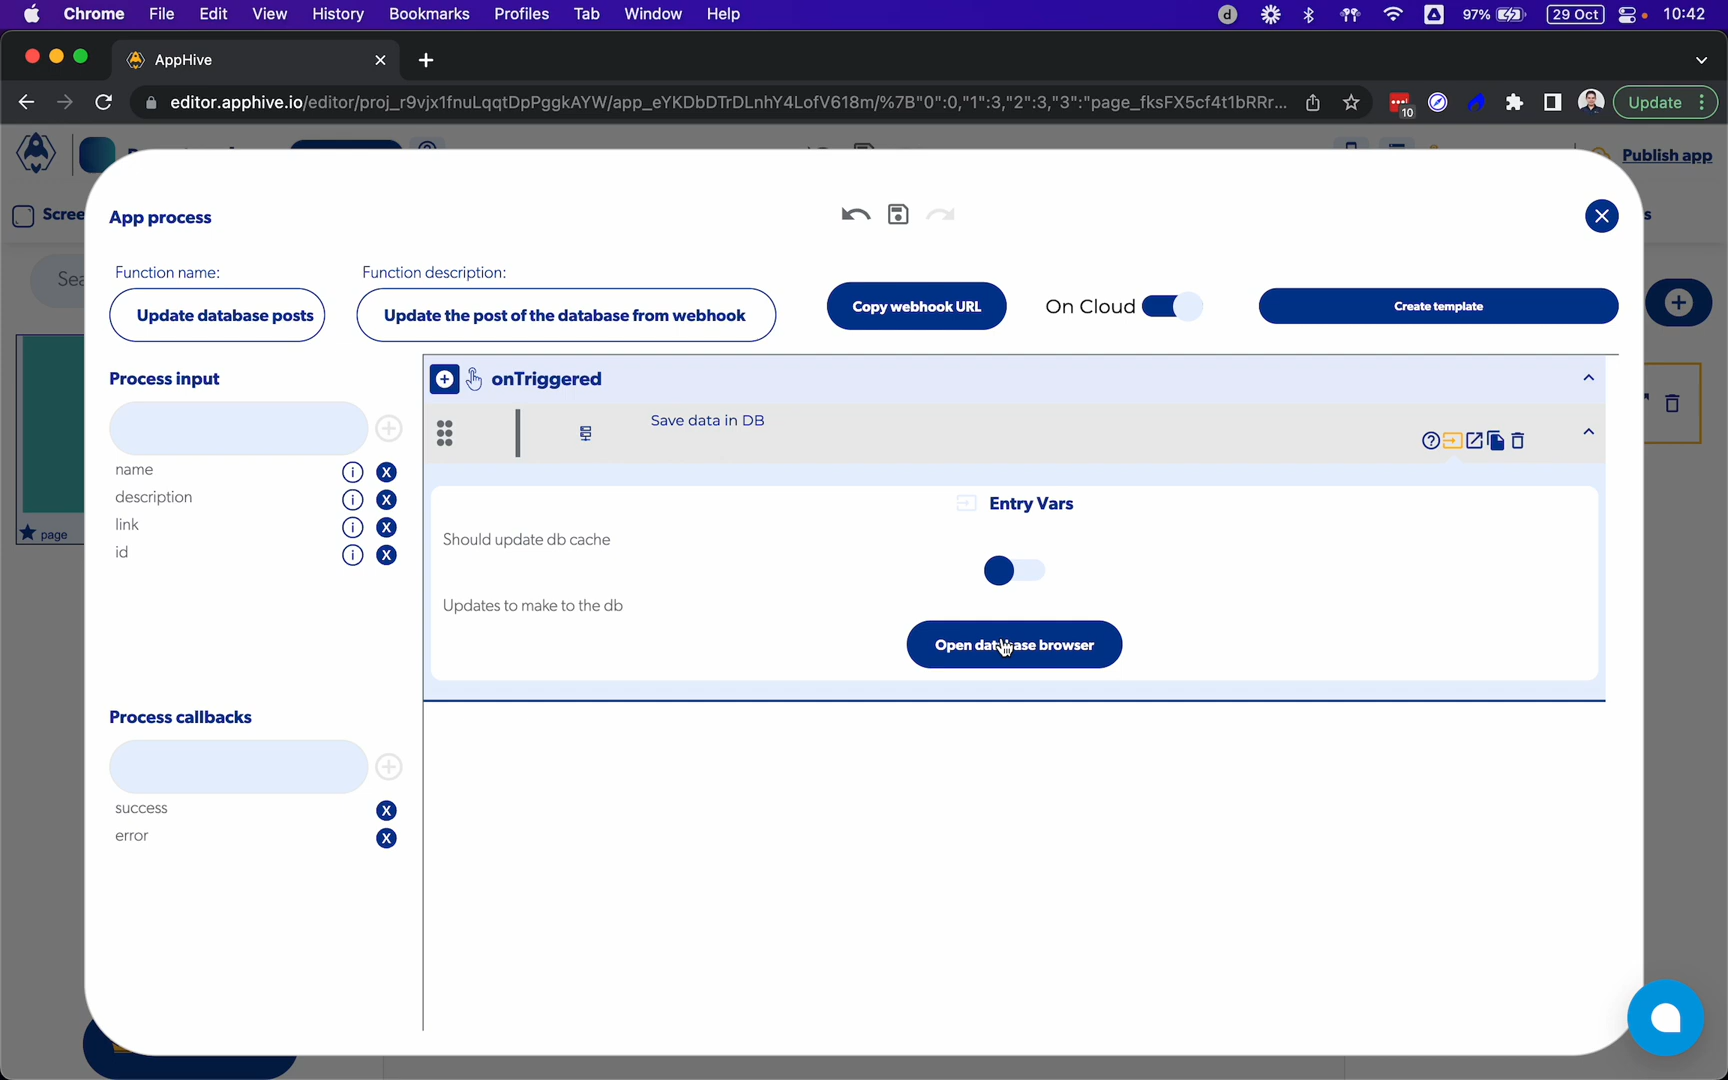 Chrome File Edit View History Bookmarks Profiles Tab Window Help d 97% 29 Oct 10:42
AppHive
editor.apphive.io/editor/proj_r9vjx1fnuLqqtDpPggkAYW/app_eYKDbDTrDLnhY4LofV618m/%7B"0":0,"1":3,"2":3,"3":"page_fksFX5cf4t1bRRr... 10 Update
Publish app
Scree
App process
s
Function name:
Function description:
Sea
Update database posts
Update the post of the database from webhook
Copy webhook URL
On Cloud
Create template
Process input
onTriggered
Save data in DB
name
description
link
id
Entry Vars
Should update db cache
page
Updates to make to the db
Open database browser
Process callbacks
success
error